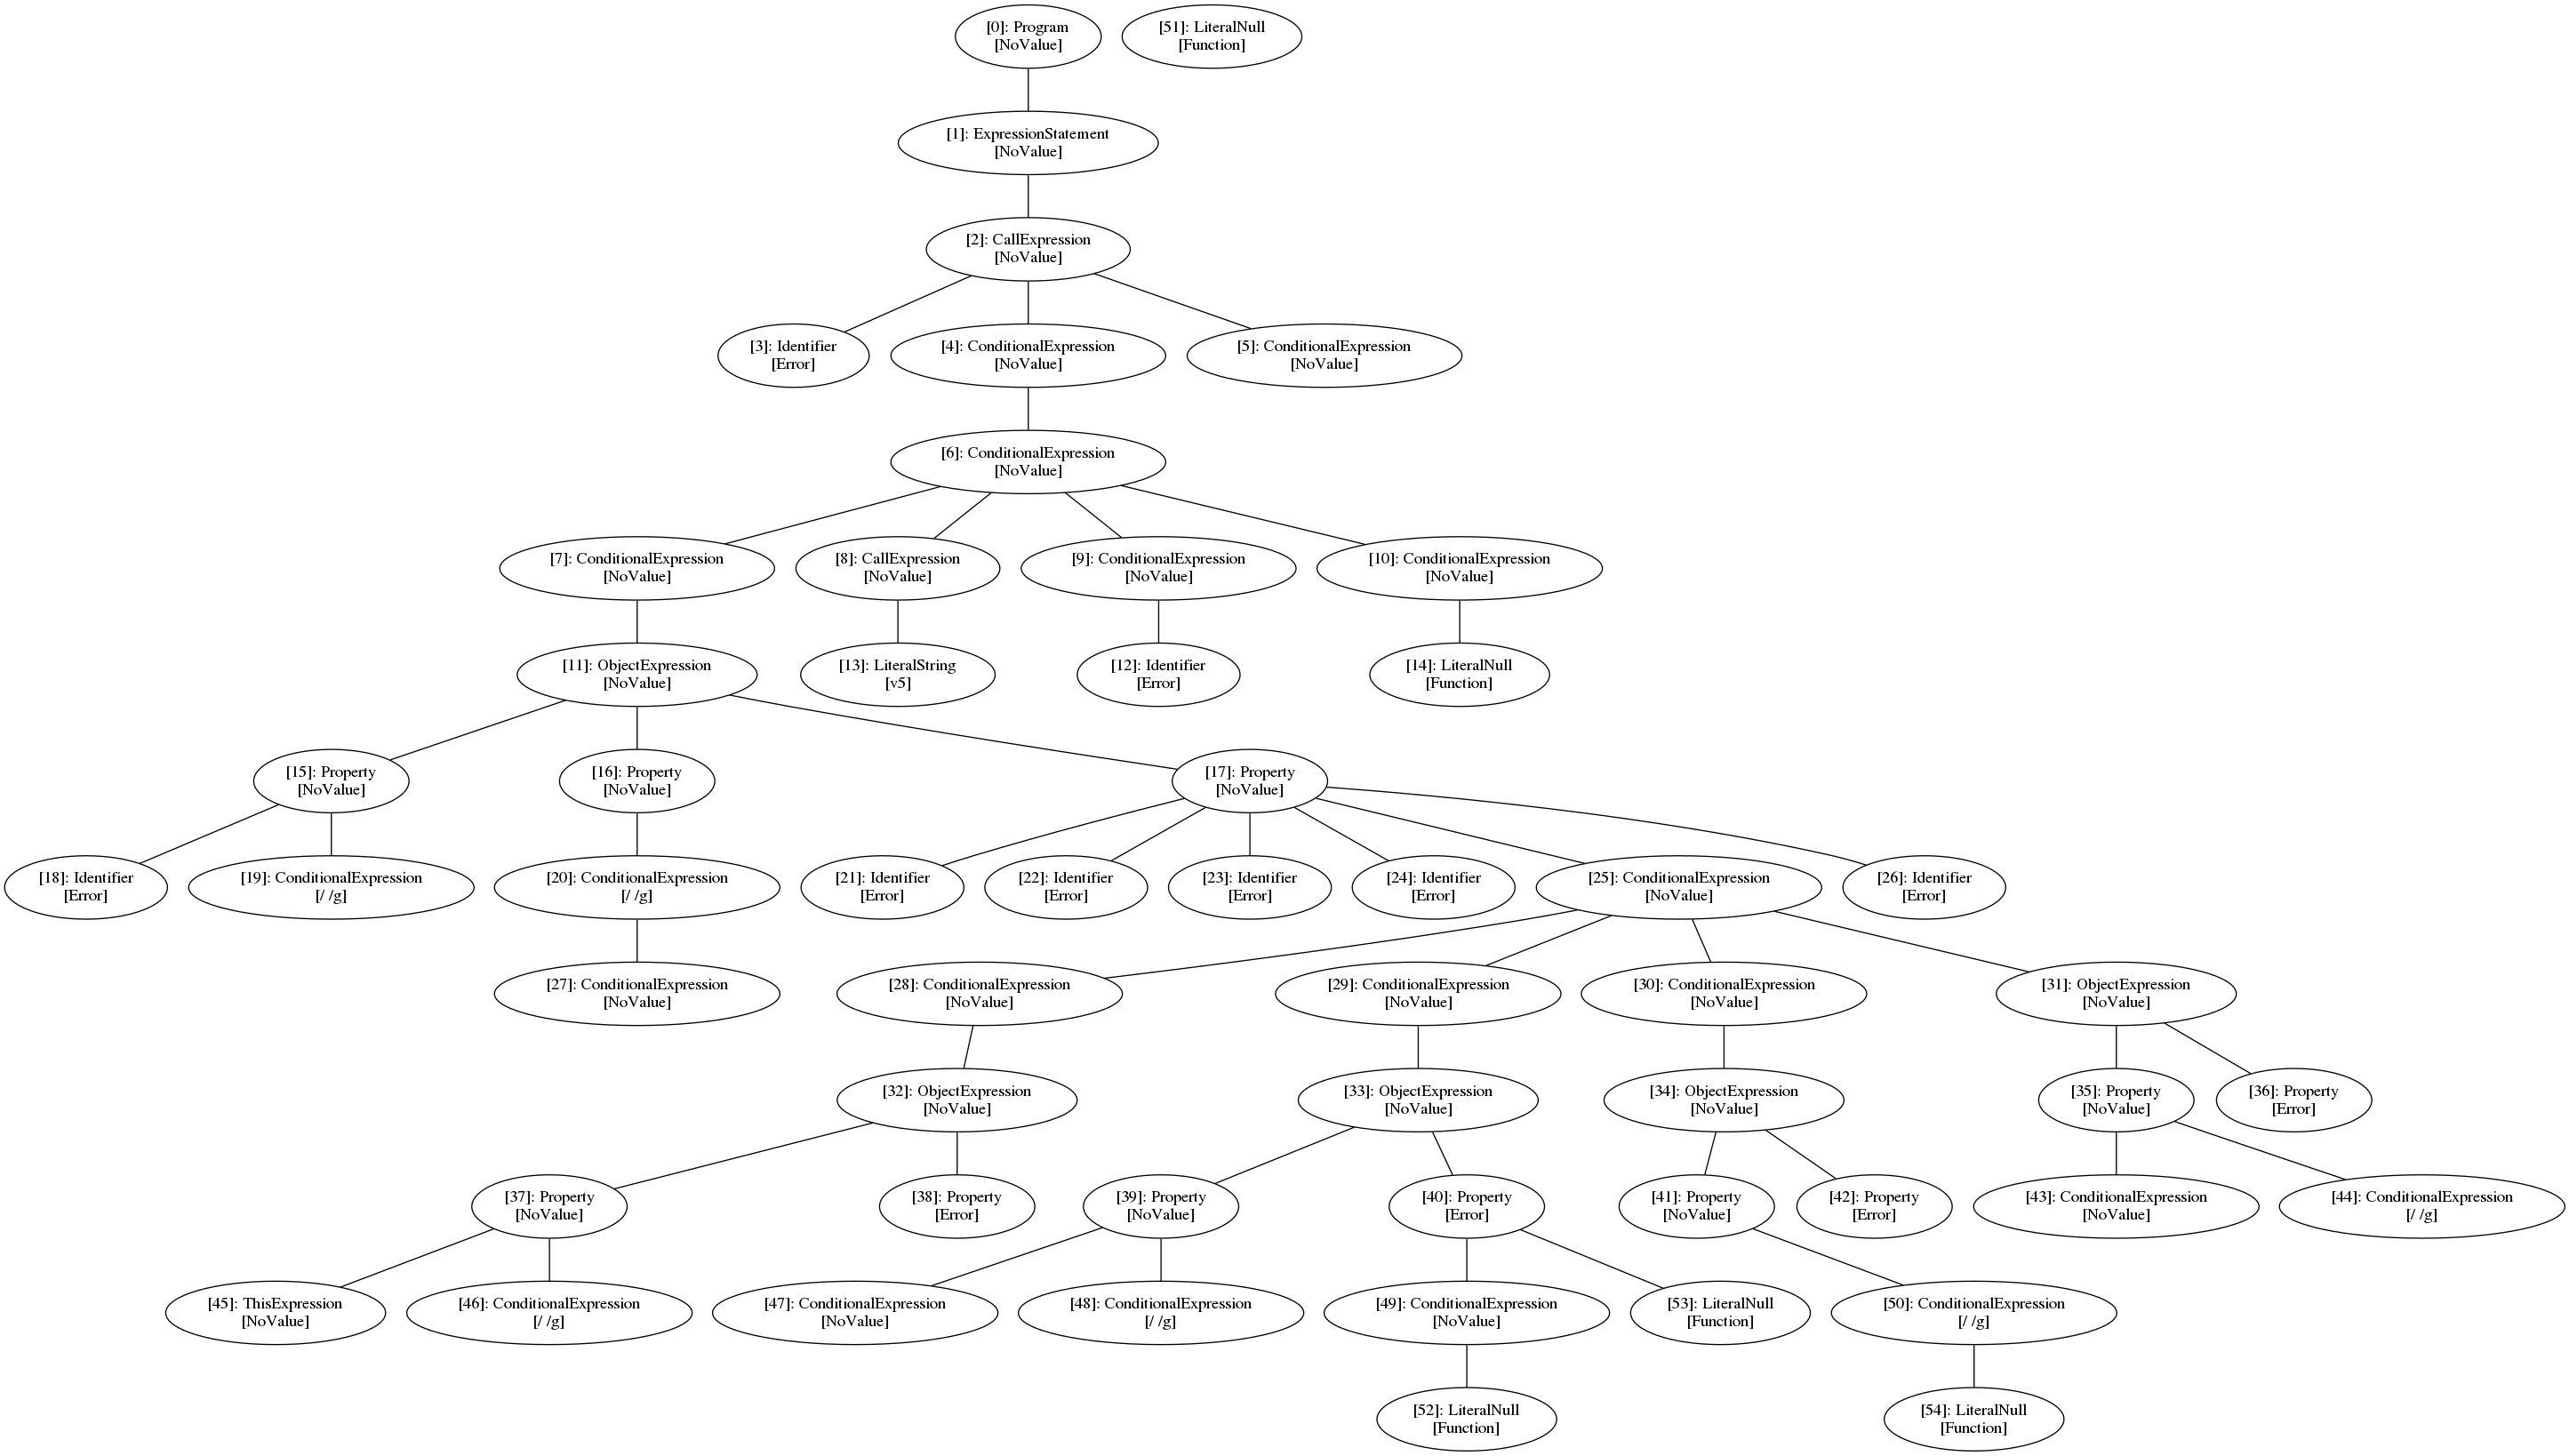 [0]: Program
[NoValue]
[51]: LiteralNull
[Function]
[1]: ExpressionStatement
[NoValue]
[2]: CallExpression
[NoValue]
[3]: Identifier
[Error]
[4]: ConditionalExpression
[NoValue]
[5]: ConditionalExpression
[NoValue]
[6]: ConditionalExpression
[NoValue]
[7]: ConditionalExpression
[NoValue]
[8]: CallExpression
[NoValue]
[9]: ConditionalExpression
[NoValue]
[10]: ConditionalExpression
[NoValue]
[11]: ObjectExpression
[NoValue]
[13]: LiteralString
[v5]
[12]: Identifier
[Error]
[14]: LiteralNull
[Function]
[15]: Property
[NoValue]
[16]: Property
[NoValue]
[17]: Property
[NoValue]
[18]: Identifier
[Error]
[19]: ConditionalExpression
[/ /g]
[20]: ConditionalExpression
[/ /g]
[21]: Identifier
[Error]
[22]: Identifier
[Error]
[23]: Identifier
[Error]
[24]: Identifier
[Error]
[25]: ConditionalExpression
[NoValue]
[26]: Identifier
[Error]
[27]: ConditionalExpression
[NoValue]
[28]: ConditionalExpression
[NoValue]
[29]: ConditionalExpression
[NoValue]
[30]: ConditionalExpression
[NoValue]
[31]: ObjectExpression
[NoValue]
[32]: ObjectExpression
[NoValue]
[33]: ObjectExpression
[NoValue]
[34]: ObjectExpression
[NoValue]
[35]: Property
[NoValue]
[36]: Property
[Error]
[37]: Property
[NoValue]
[38]: Property
[Error]
[39]: Property
[NoValue]
[40]: Property
[Error]
[41]: Property
[NoValue]
[42]: Property
[Error]
[43]: ConditionalExpression
[NoValue]
[44]: ConditionalExpression
[/ /g]
[45]: ThisExpression
[NoValue]
[46]: ConditionalExpression
[/ /g]
[47]: ConditionalExpression
[NoValue]
[48]: ConditionalExpression
[/ /g]
[49]: ConditionalExpression
[NoValue]
[53]: LiteralNull
[Function]
[50]: ConditionalExpression
[/ /g]
[52]: LiteralNull
[Function]
[54]: LiteralNull
[Function]